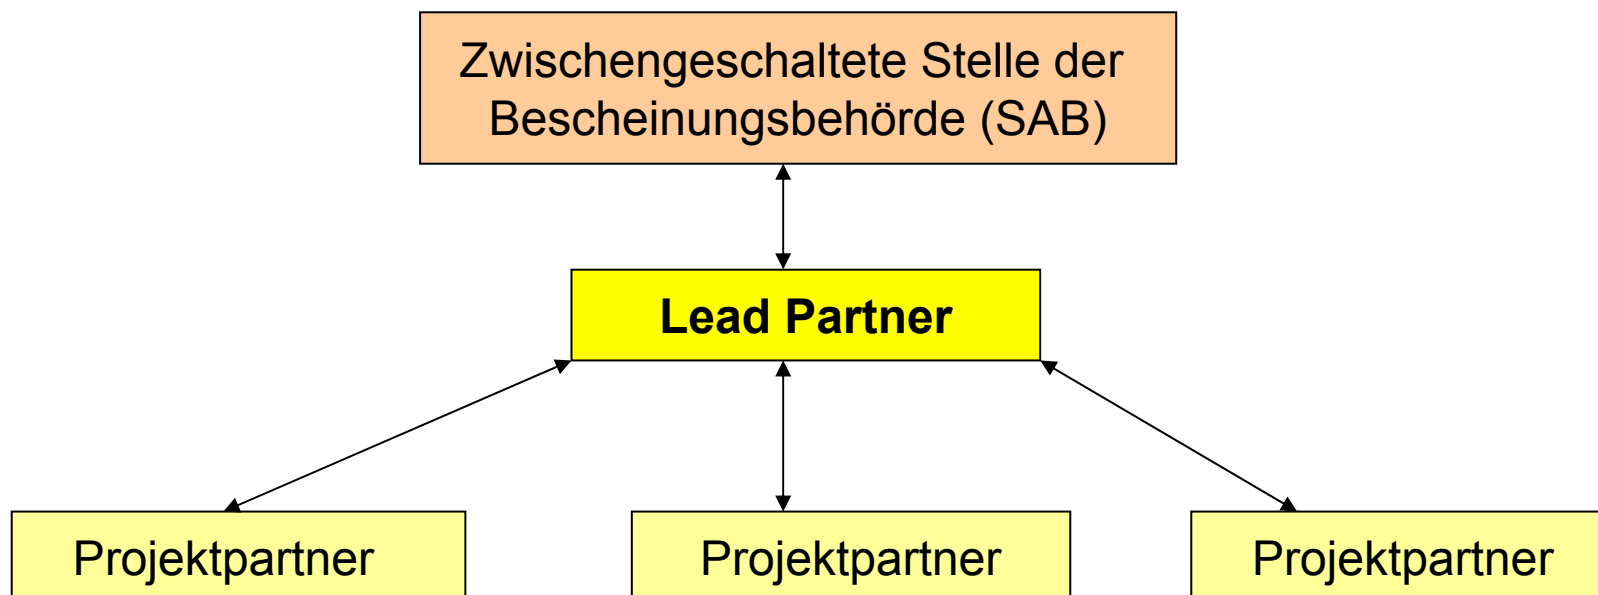 Zwischengeschaltete Stelle der
Bescheinungsbehörde (SAB)
Lead Partner
Projektpartner
Projektpartner
Projektpartner